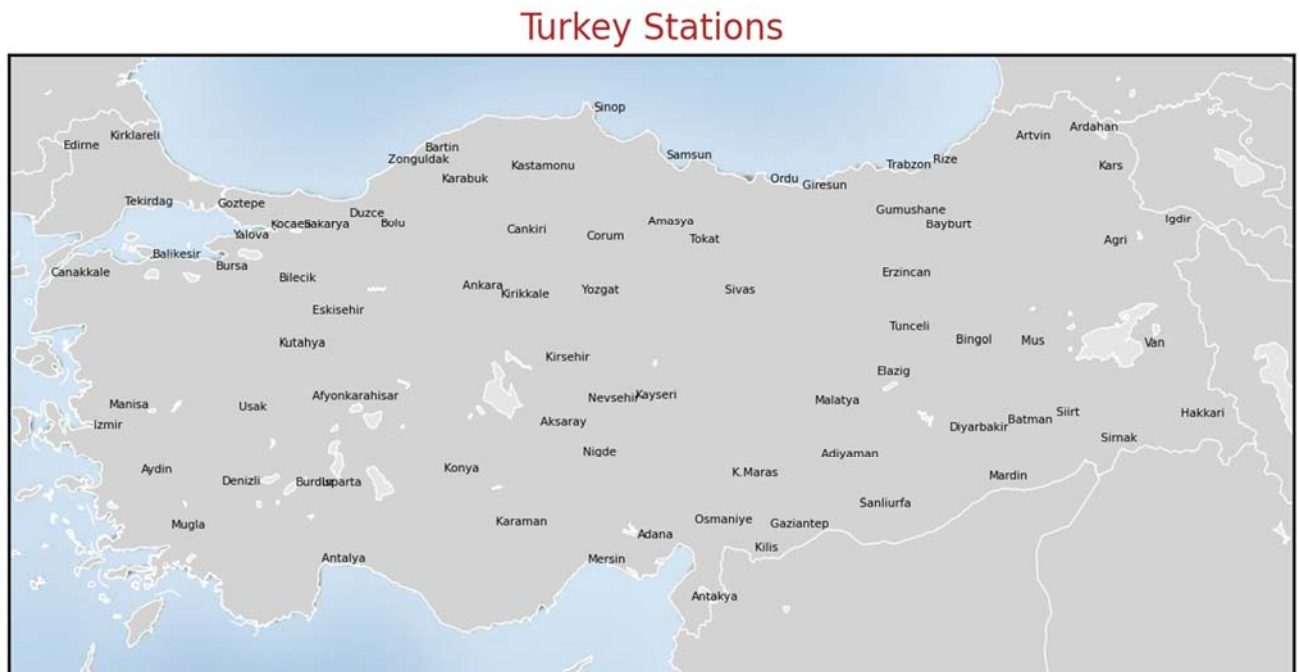 Turkey Stations
Sinop
Ardahan
Kirklareli
Artvin
Edirne
Bartin
Samsun
Zonguldak
Rize
Kastamonu
Trabzon
Kars
Karabuk
Ordu
Giresun
Tekirdag
Goztepe
Gumushane
Duzce
Igdir
Amasya
Kocaeli
Sakarya
Bolu
Bayburt
Cankiri
Yalova
Corum
Tokat
Agri
Balikesir
Bursa
Canakkale
Erzincan
Bilecik
Ankara
Kirikkale
Yozgat
Sivas
Eskisehir
Tunceli
Bingol
Mus
Van
Kutahya
Kirsehir
Elazig
Afyonkarahisar
Nevsehir
Kayseri
Malatya
Manisa
Usak
Siirt
Hakkari
Batman
Aksaray
Izmir
Diyarbakir
Sirnak
Nigde
Adiyaman
Konya
Aydin
K.Maras
Mardin
Denizli
Burdur
Isparta
Sanliurfa
Osmaniye
Karaman
Gaziantep
Mugla
Adana
Kilis
Antalya
Mersin
Antakya